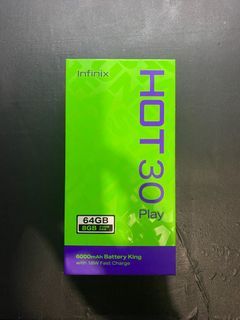 Infinix
HOT 30
Play
64GB
8GB
6000mAh Battery King
with 18W Fast Charge